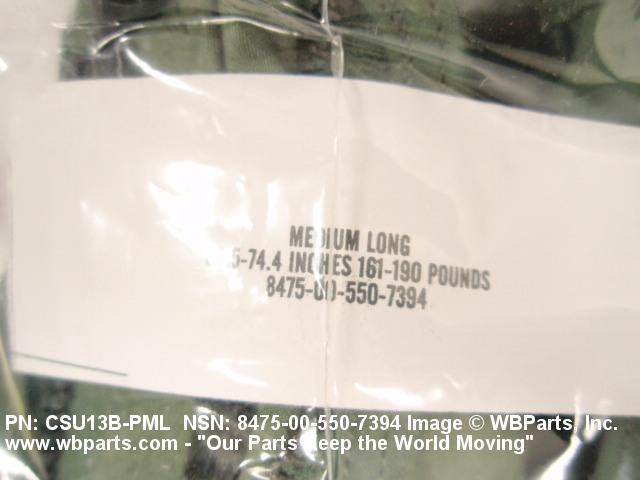 MEDIUM LONG
5-74.4 INCHES 161-190 POUNDS
8475-00-550-7394
PN: CSU13B-PML NSN: 8475-00-550-7394 Image © WBParts, Inc.
www.wbparts.com - "Our Parts Keep the World Moving"